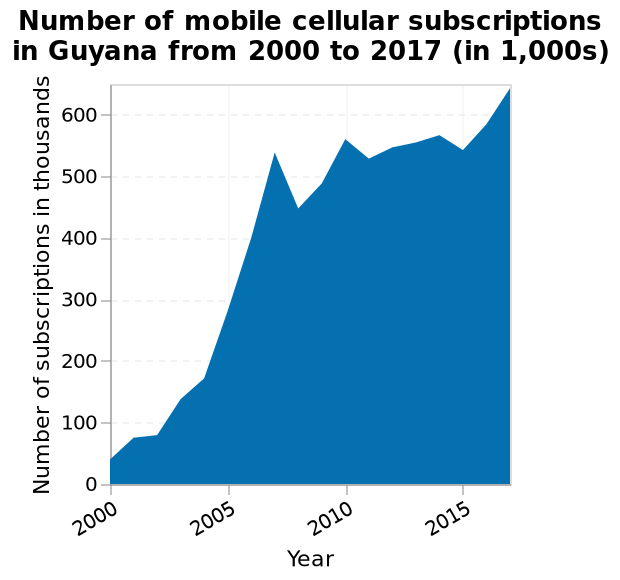 Number of mobile cellular subscriptions
in Guyana from 2000 to 2017 (in 1,000s)
Number of subscriptions in thousands
600
500
400
300
200
100
0
2000
2005
2010
2015
Year